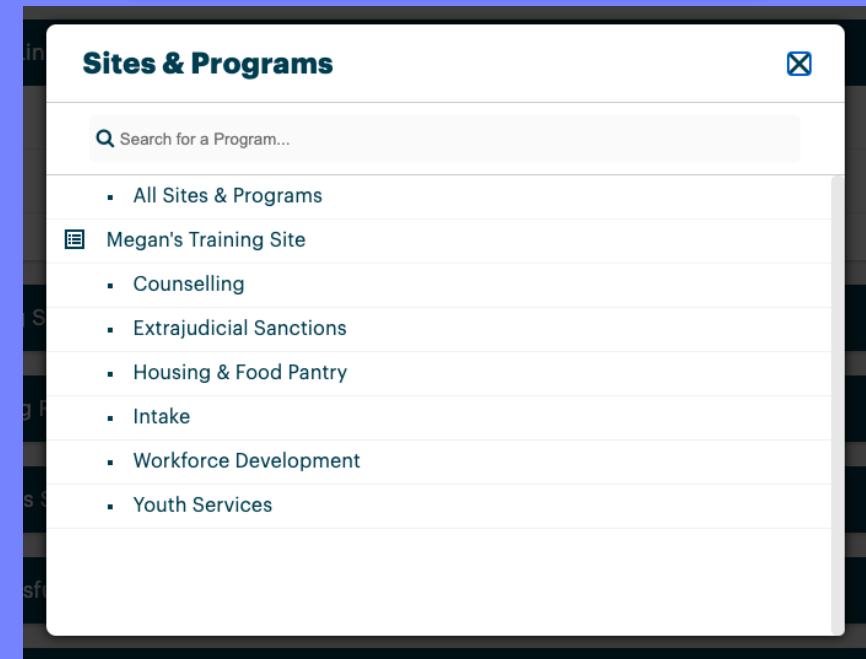 Sites & Programs
Search for a Program...
All Sites & Programs
Megan's Training Site
Counselling
Extrajudicial Sanctions
Housing & Food Pantry
Intake
Workforce Development
Youth Services